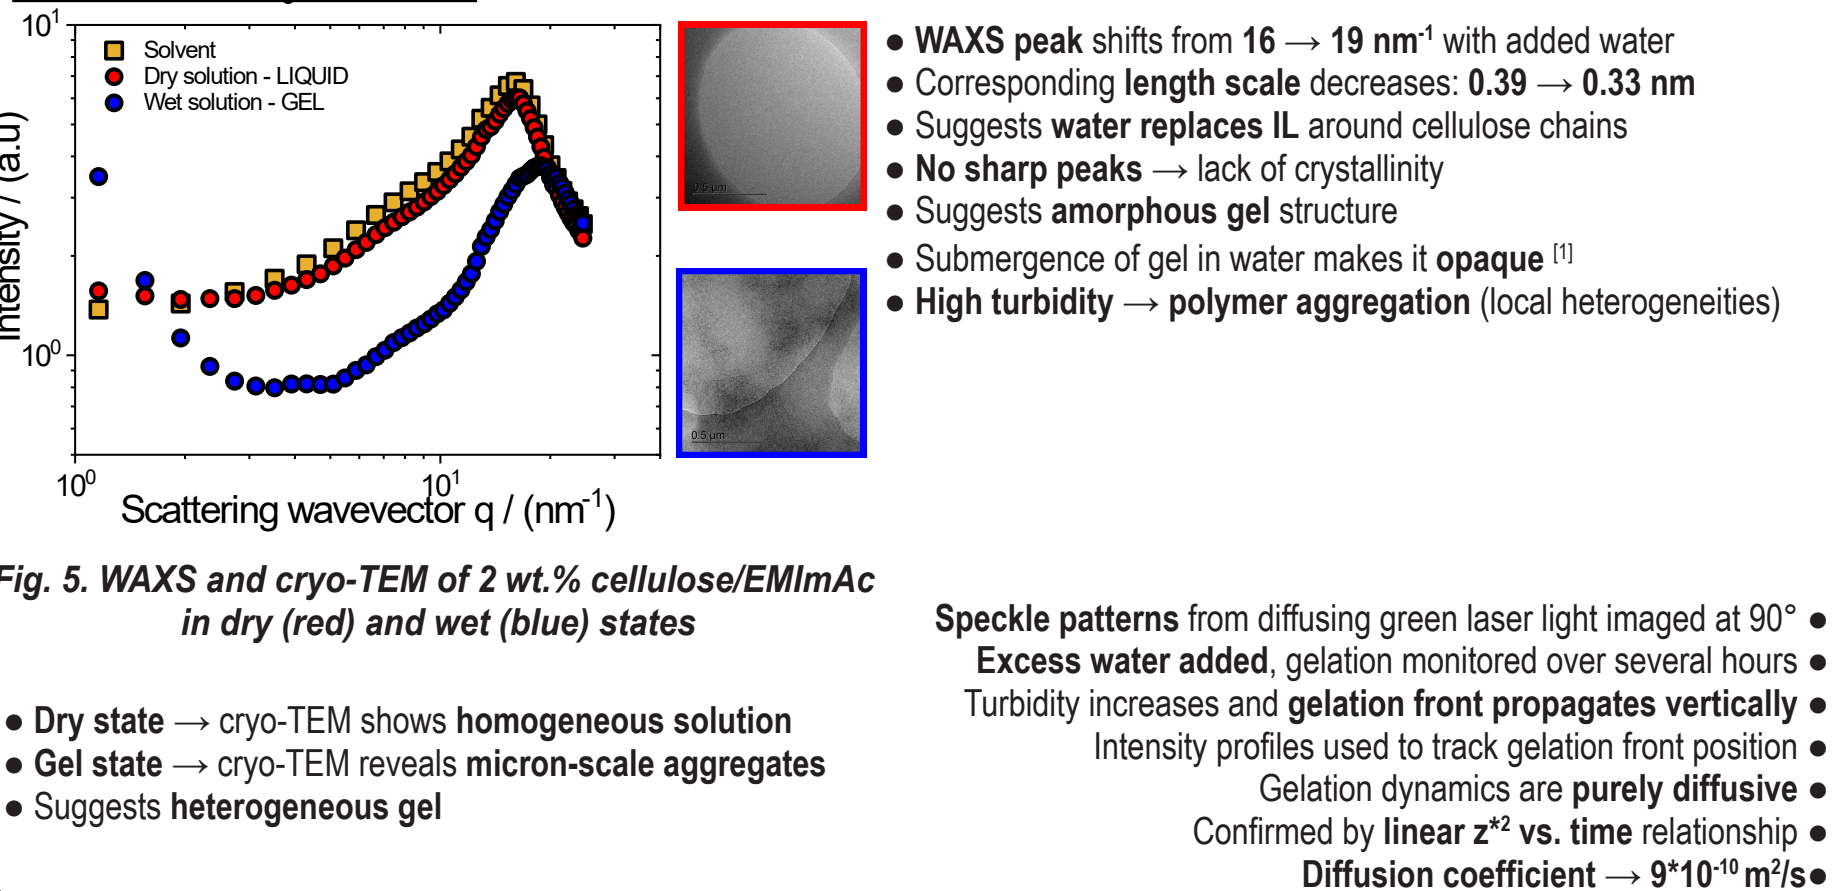 10¹
Solvent
Dry solution - LIQUID
Wet solution - GEL
Intensity / (a.u)
10⁰
10⁰
10¹
Scattering wavevector q / (nm⁻¹)
0.5 µm
0.5 µm
● WAXS peak shifts from 16 → 19 nm⁻¹ with added water
● Corresponding length scale decreases: 0.39 → 0.33 nm
● Suggests water replaces IL around cellulose chains
● No sharp peaks → lack of crystallinity
● Suggests amorphous gel structure
● Submergence of gel in water makes it opaque [1]
● High turbidity → polymer aggregation (local heterogeneities)
Fig. 5. WAXS and cryo-TEM of 2 wt.% cellulose/EMImAc
in dry (red) and wet (blue) states
● Dry state → cryo-TEM shows homogeneous solution
● Gel state → cryo-TEM reveals micron-scale aggregates
● Suggests heterogeneous gel
Speckle patterns from diffusing green laser light imaged at 90° ●
Excess water added, gelation monitored over several hours ●
Turbidity increases and gelation front propagates vertically ●
Intensity profiles used to track gelation front position ●
Gelation dynamics are purely diffusive ●
Confirmed by linear z*² vs. time relationship ●
Diffusion coefficient → 9*10⁻¹⁰ m²/s●